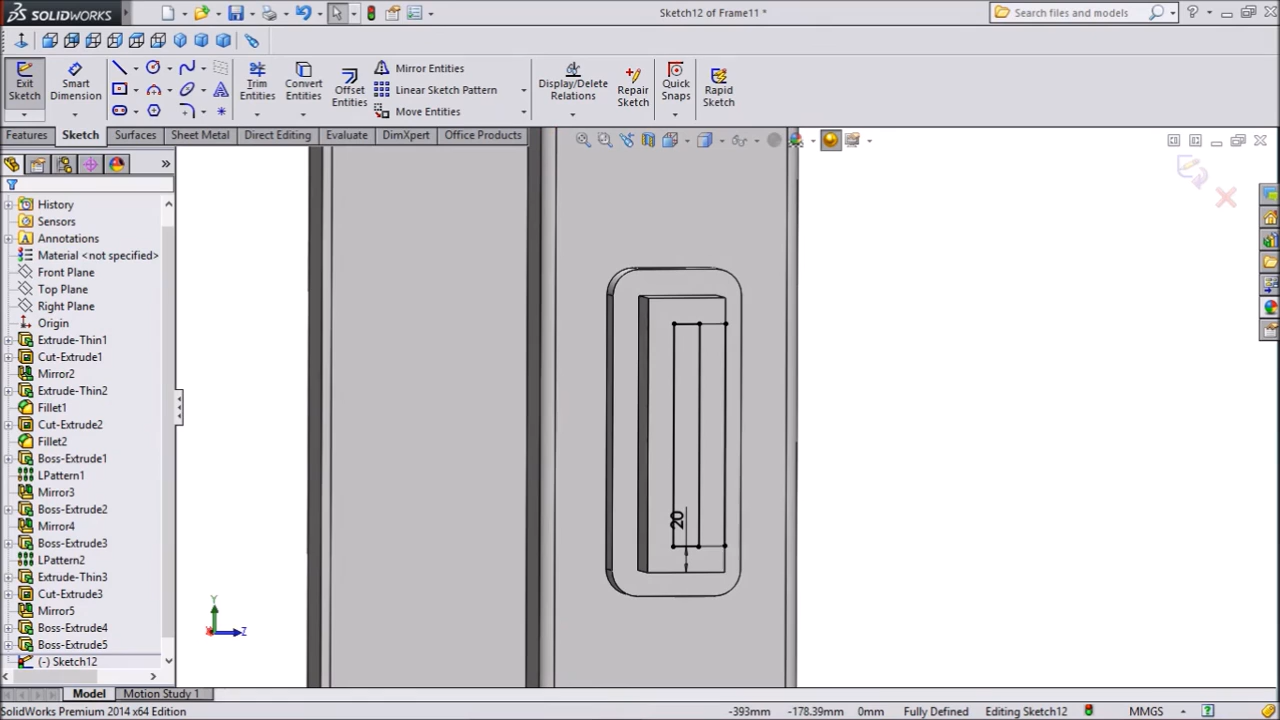 SOLIDWORKS
Sketch12 of Frame11 *
Search files and models
Exit Sketch
Smart Dimension
Trim Entities
Convert Entities
Offset Entities
Mirror Entities
Linear Sketch Pattern
Move Entities
Display/Delete Relations
Repair Sketch
Quick Snaps
Rapid Sketch
Features
Sketch
Surfaces
Sheet Metal
Direct Editing
Evaluate
DimXpert
Office Products
History
Sensors
Annotations
Material <not specified>
Front Plane
Top Plane
Right Plane
Origin
Extrude-Thin1
Cut-Extrude1
Mirror2
Extrude-Thin2
Fillet1
Cut-Extrude2
Fillet2
Boss-Extrude1
LPattern1
Mirror3
Boss-Extrude2
Mirror4
Boss-Extrude3
LPattern2
Extrude-Thin3
Cut-Extrude3
Mirror5
Boss-Extrude4
Boss-Extrude5
(-) Sketch12
20
Y
Z
Model
Motion Study 1
SolidWorks Premium 2014 x64 Edition
-393mm
-178.39mm
0mm
Fully Defined
Editing Sketch12
MMGS